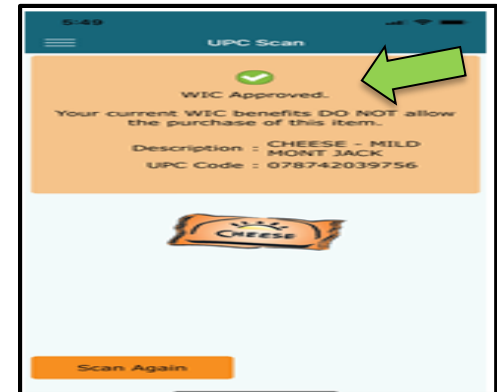 5:49
UPC Scan
WIC Approved.
Your current WIC benefits DO NOT allow
the purchase of this item.
Description : CHEESE - MILD
MONT JACK
UPC Code : 078742039756
CHEESE
Scan Again